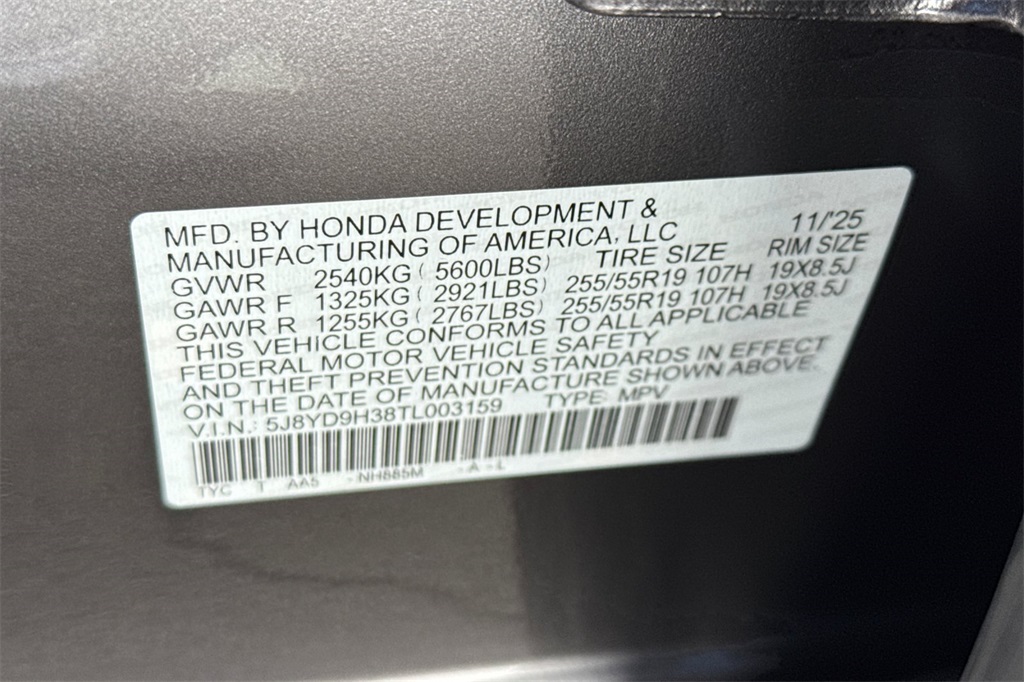 MFD. BY HONDA DEVELOPMENT & 11/'25
MANUFACTURING OF AMERICA, LLC
GVWR 2540KG ( 5600LBS) TIRE SIZE RIM SIZE
GAWR F 1325KG ( 2921LBS) 255/55R19 107H 19X8.5J
GAWR R 1255KG ( 2767LBS) 255/55R19 107H 19X8.5J
THIS VEHICLE CONFORMS TO ALL APPLICABLE
FEDERAL MOTOR VEHICLE SAFETY
AND THEFT PREVENTION STANDARDS IN EFFECT
ON THE DATE OF MANUFACTURE SHOWN ABOVE.
V.I.N.: 5J8YD9H38TL003159 TYPE: MPV
TYC T AA5 -NH885M -A-L